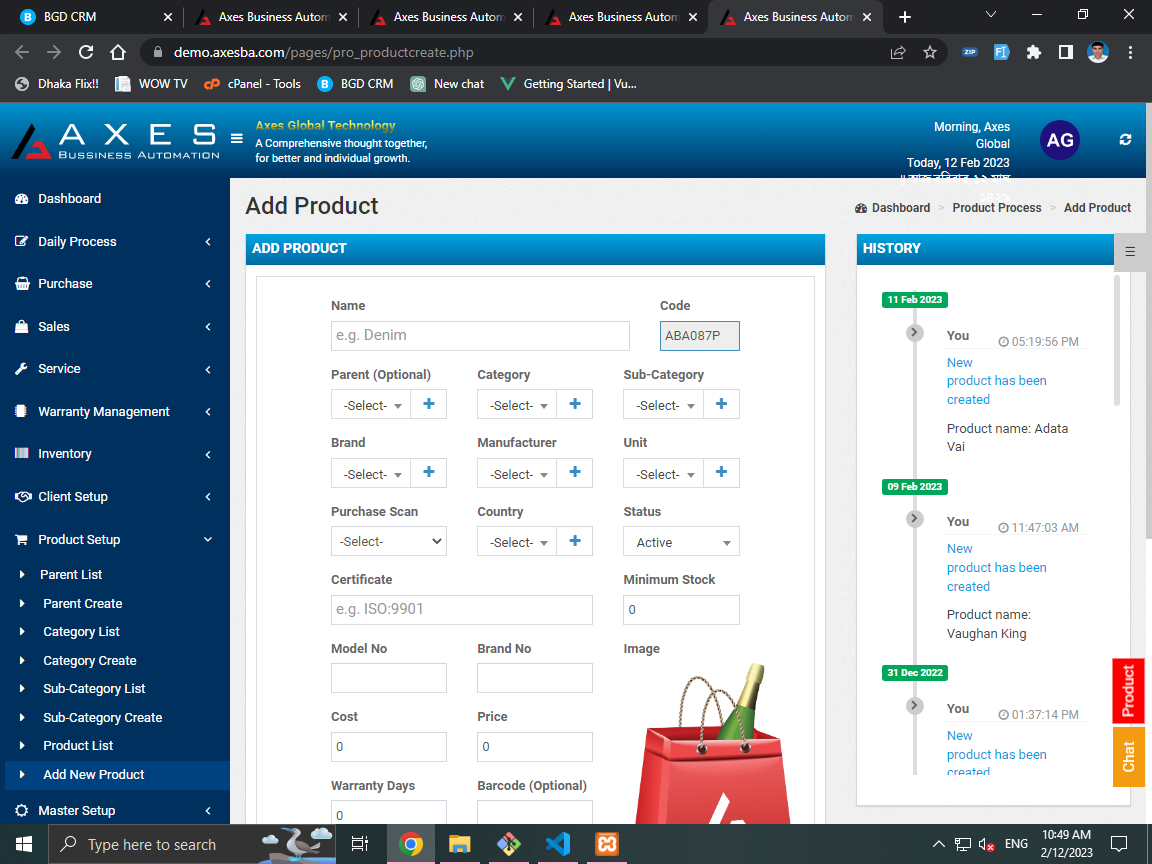 BGD CRM
Axes Business Autom
Axes Business Autom
Axes Business Autom
Axes Business Autom
demo.axesba.com/pages/pro_productcreate.php
ZIP
Dhaka Flix!!
WOW TV
cPanel - Tools
BGD CRM
New chat
Getting Started | Vu...
AXES
BUSSINESS AUTOMATION
Axes Global Technology
A Comprehensive thought together,
for better and individual growth.
Morning, Axes
Global
Today, 12 Feb 2023
AG
Dashboard
Daily Process
Purchase
Sales
Service
Warranty Management
Inventory
Client Setup
Product Setup
Parent List
Parent Create
Category List
Category Create
Sub-Category List
Sub-Category Create
Product List
Add New Product
Master Setup
Add Product
Dashboard > Product Process > Add Product
ADD PRODUCT
Name
Code
e.g. Denim
ABA087P
Parent (Optional)
Category
Sub-Category
-Select-
-Select-
-Select-
Brand
Manufacturer
Unit
-Select-
-Select-
-Select-
Purchase Scan
Country
Status
-Select-
-Select-
Active
Certificate
Minimum Stock
e.g. ISO:9901
0
Model No
Brand No
Image
Cost
Price
0
0
Warranty Days
Barcode (Optional)
0
HISTORY
11 Feb 2023
You
05:19:56 PM
New
product has been
created
Product name: Adata
Vai
09 Feb 2023
You
11:47:03 AM
New
product has been
created
Product name:
Vaughan King
31 Dec 2022
You
01:37:14 PM
New
product has been
created
Product
Chat
Type here to search
ENG
10:49 AM
2/12/2023